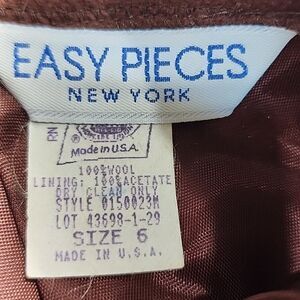 EASY PIECES
NEW YORK
RN
Made in U.S.A.
100%WOOL
LINING: 100%ACETATE
DRY CLEAN ONLY
STYLE 0150023M
LOT 43698-1-29
SIZE 6
MADE IN U.S.A.